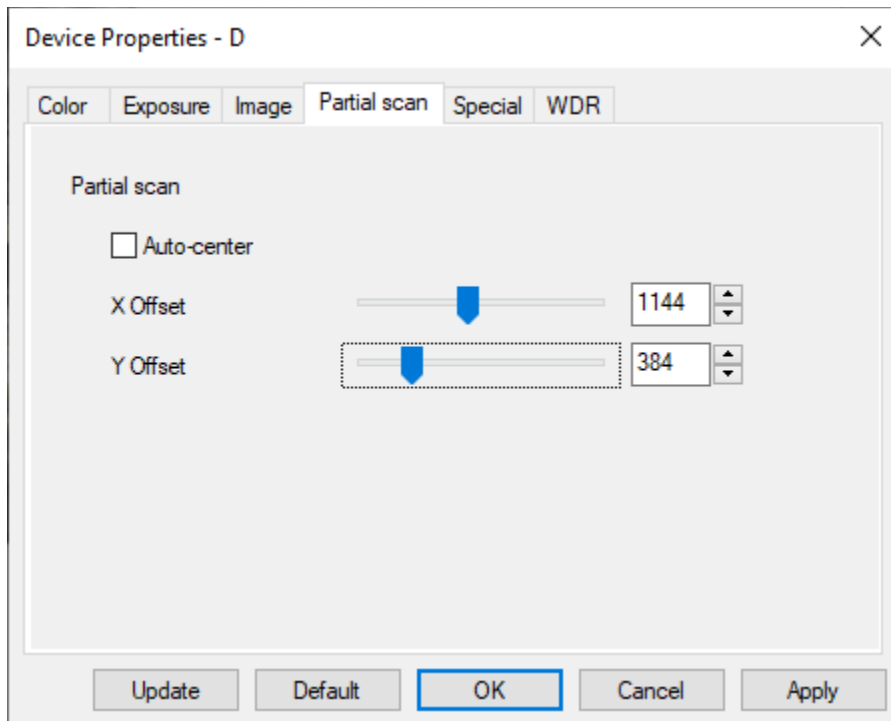 Device Properties - D
Color Exposure Image Partial scan Special WDR
Partial scan
Auto-center
X Offset 1144
Y Offset 384
Update Default OK Cancel Apply